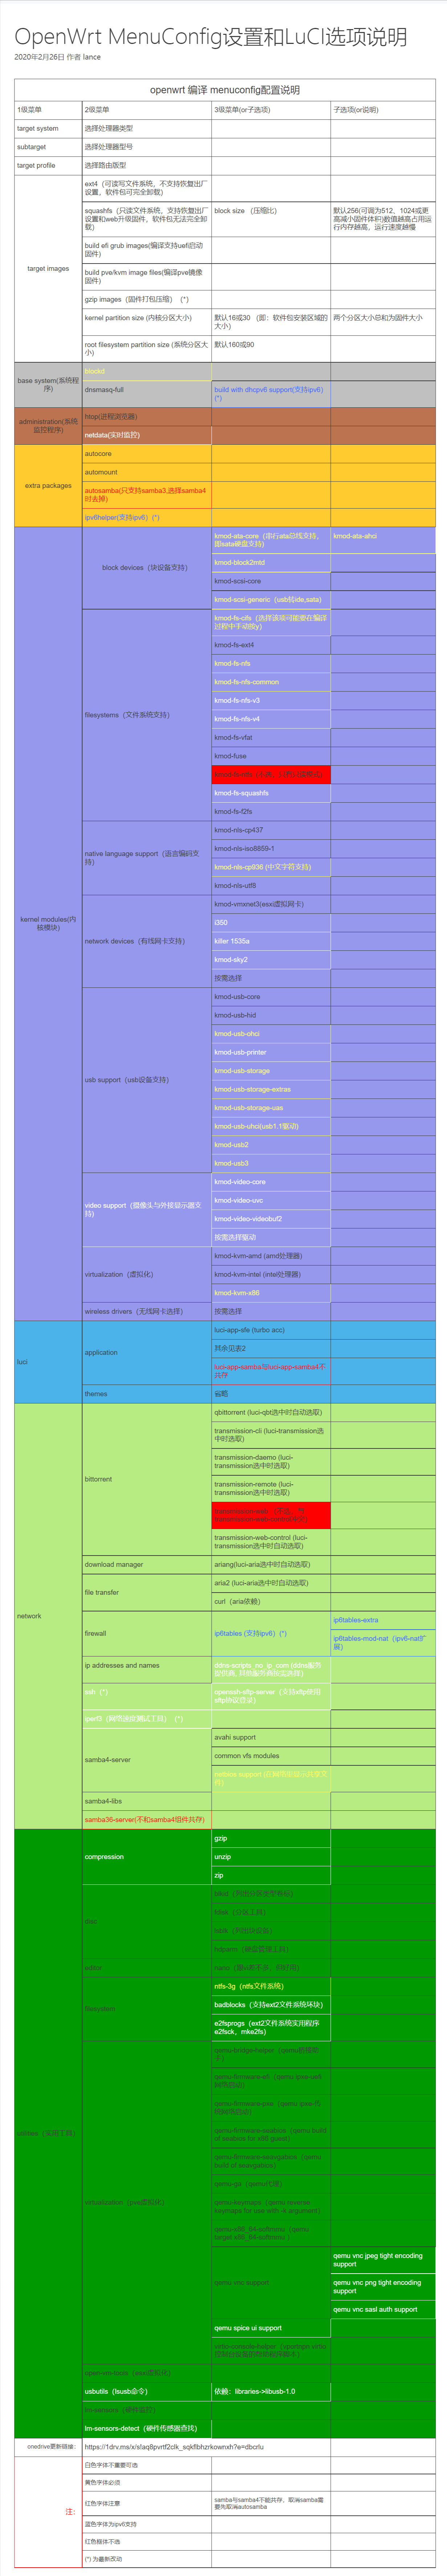 OpenWrt MenuConfig设置和LuCI选项说明
2020年2月26日 作者 lance
openwrt 编译 menuconfig配置说明
1级菜单 2级菜单 3级菜单(or子选项) 子选项(or说明)
target system 选择处理器类型
subtarget 选择处理器型号
target profile 选择路由版型
target images
ext4（可读写文件系统，不支持恢复出厂
设置，软件包可完全卸载）
squashfs（只读文件系统，支持恢复出厂
设置和web升级固件，软件包无法完全卸
载）
block size （压缩比）
默认256(可调为512，1024或更
高减小固件体积)数值越高占用运
行内存越高，运行速度越慢
build efi grub images(编译支持uefi启动
固件)
build pve/kvm image files(编译pve镜像
固件)
gzip images（固件打包压缩）（*）
kernel partition size (内核分区大小)
默认16或30 （即：软件包安装区域的
大小）
两个分区大小总和为固件大小
root filesystem partition size (系统分区大
小)
默认160或90
base system(系统程
序)
blockd
dnsmasq-full
build with dhcpv6 support(支持ipv6)
(*)
administration(系统
监控程序)
htop(进程浏览器)
netdata(实时监控)
extra packages
autocore
automount
autosamba(只支持samba3,选择samba4
时去掉)
ipv6helper(支持ipv6）(*)
kernel modules(内
核模块)
block devices（块设备支持）
kmod-ata-core（串行ata总线支持，
即sata硬盘支持）
kmod-ata-ahci
kmod-block2mtd
kmod-scsi-core
kmod-scsi-generic（usb转ide,sata)
filesystems（文件系统支持）
kmod-fs-cifs（选择该项可能要在编译
过程中手动按y）
kmod-fs-ext4
kmod-fs-nfs
kmod-fs-nfs-common
kmod-fs-nfs-v3
kmod-fs-nfs-v4
kmod-fs-vfat
kmod-fuse
kmod-fs-squashfs
kmod-fs-f2fs
native language support（语言编码支
持）
kmod-nls-cp437
kmod-nls-iso8859-1
kmod-nls-cp936 (中文字符支持)
kmod-nls-utf8
network devices（有线网卡支持）
kmod-vmxnet3(esxi虚拟网卡)
i350
killer 1535a
kmod-sky2
按需选择
usb support（usb设备支持）
kmod-usb-core
kmod-usb-hid
kmod-usb-ohci
kmod-usb-printer
kmod-usb-storage
kmod-usb-storage-extras
kmod-usb-storage-uas
kmod-usb-uhci(usb1.1驱动)
kmod-usb2
kmod-usb3
video support（摄像头与外接显示器支
持)
kmod-video-core
kmod-video-uvc
kmod-video-videobuf2
按需选择驱动
virtualization（虚拟化）
kmod-kvm-amd (amd处理器)
kmod-kvm-intel (intel处理器)
kmod-kvm-x86
wireless drivers（无线网卡选择） 按需选择
luci
application
luci-app-sfe (turbo acc)
其余见表2
luci-app-samba与luci-app-samba4不
共存
themes 省略
network
bittorrent
qbittorrent (luci-qbt选中时自动选取)
transmission-cli (luci-transmission选
中时选取)
transmission-daemo (luci-
transmission选中时选取)
transmission-remote (luci-
transmission选中时选取)
transmission-web-control (luci-
transmission选中时自动选取)
download manager ariang(luci-aria选中时自动选取)
file transfer
aria2 (luci-aria选中时自动选取)
curl（aria依赖）
firewall
ip6tables (支持ipv6）(*)
ip6tables-extra
ip6tables-mod-nat（ipv6-nat扩
展）
ip addresses and names
ddns-scripts_no_ip_com (ddns服务
提供商, 其他服务商按需选择)
ssh（*）
openssh-sftp-server（支持sftp使用
sftp协议登录）
iperf3（网络速度测试工具）（*）
samba4-server
avahi support
common vfs modules
samba4-libs
samba36-server(不和samba4组件共存)
utilities（实用工具）
compression
gzip
unzip
zip
disc
editor
filesystem
ntfs-3g（ntfs文件系统）
badblocks（支持ext2文件系统坏块）
e2fsprogs（ext2文件系统实用程序
e2fsck，mke2fs）
virtualization（pve虚拟化）
qemu vnc support
qemu vnc jpeg tight encoding
support
qemu vnc png tight encoding
support
qemu vnc sasl auth support
qemu spice ui support
open-vm-tools（esxi虚拟化）
usbutils（lsusb命令） 依赖：libraries->libusb-1.0
lm-sensors（硬件监控）
lm-sensors-detect（硬件传感器查找）
onedrive更新链接： https://1drv.ms/x/s!aq8pvrtf2clk_sqkflbhzrkownxh?e=dbcrlu
注：
白色字体不重要可选
黄色字体必须
红色字体注意
samba与samba4不能共存，取消samba需
要先取消autosamba
蓝色字体为ipv6支持
红色框体不选
(*) 为最新改动